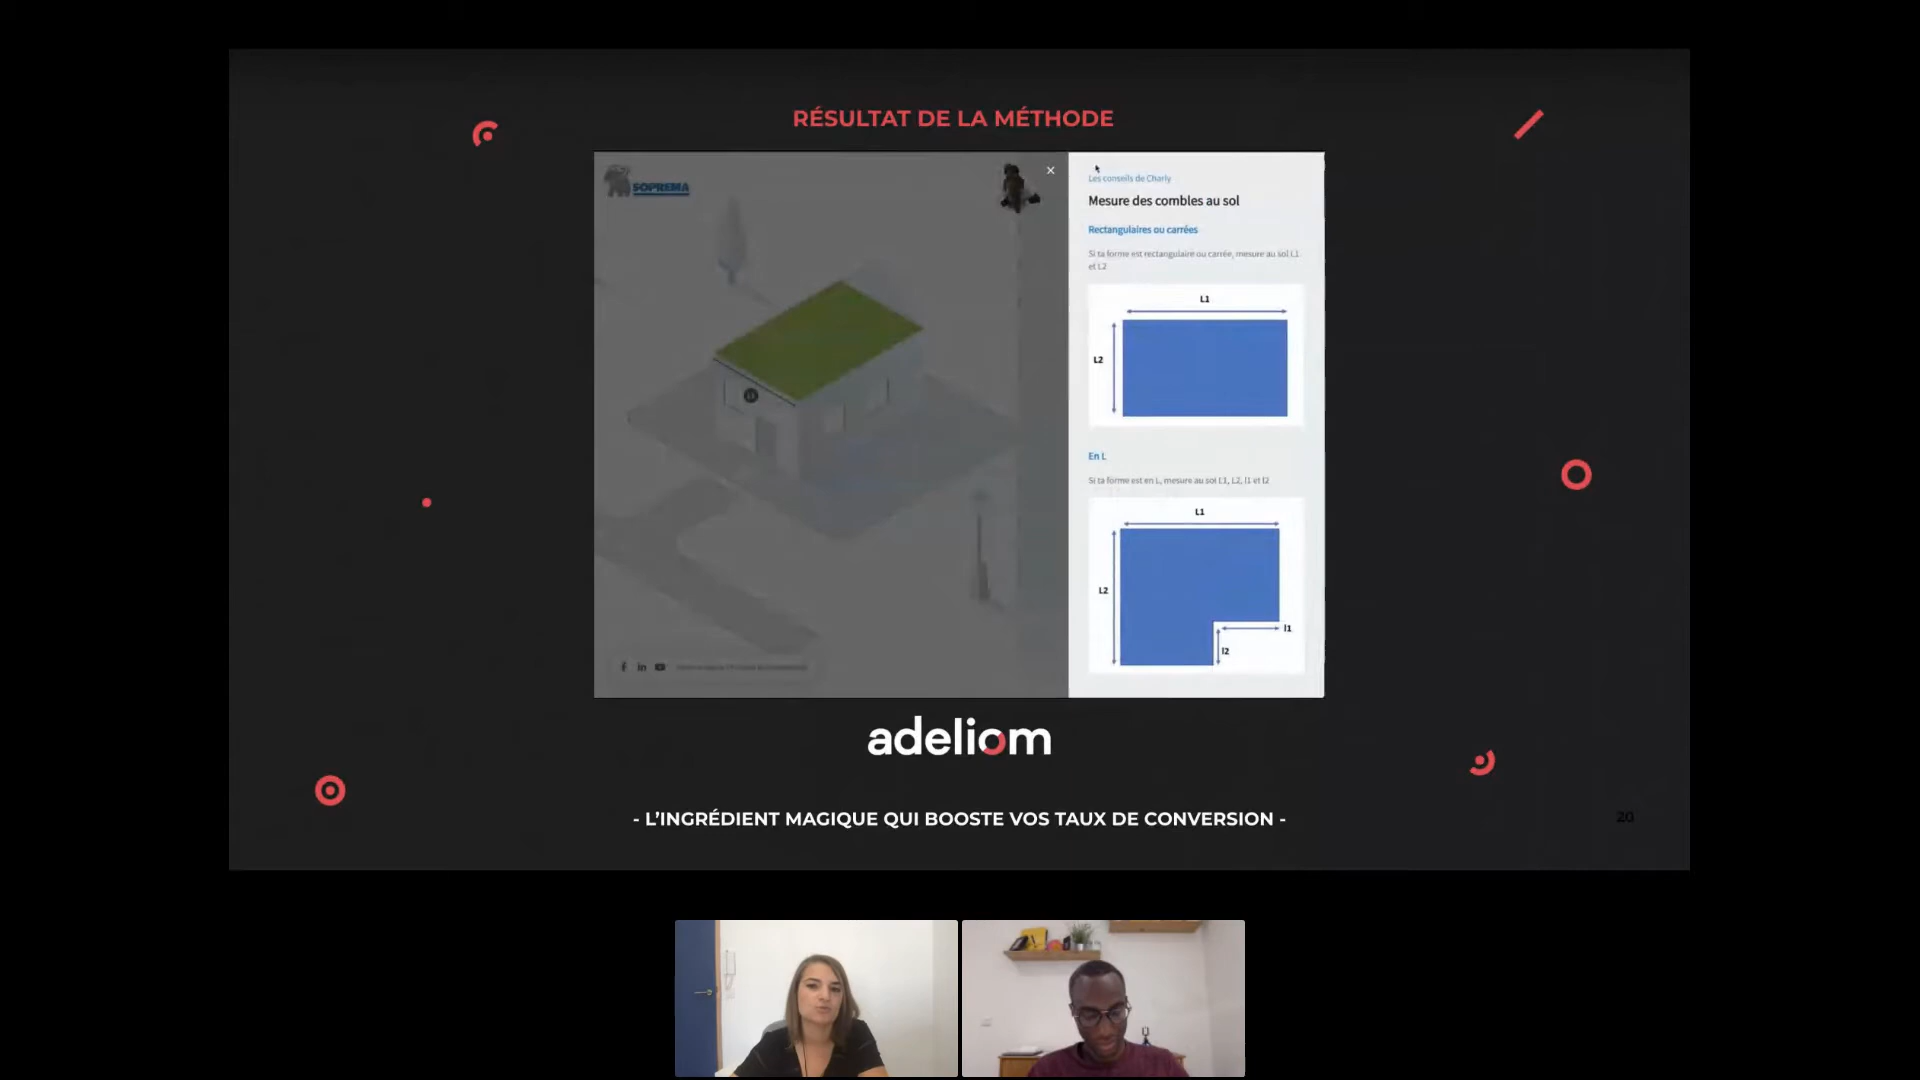 RÉSULTAT DE LA MÉTHODE
SOPREMA
×
Les conseils de Charly
Mesure des combles au sol
Rectangulaires ou carrées
Si ta forme est rectangulaire ou carrée, mesure au sol L1
et L2
L1
L2
En L
Si ta forme est en L, mesure au sol L1, L2, l1 et l2
L1
L2
l1
l2
adeliom
- L’INGRÉDIENT MAGIQUE QUI BOOSTE VOS TAUX DE CONVERSION -
20